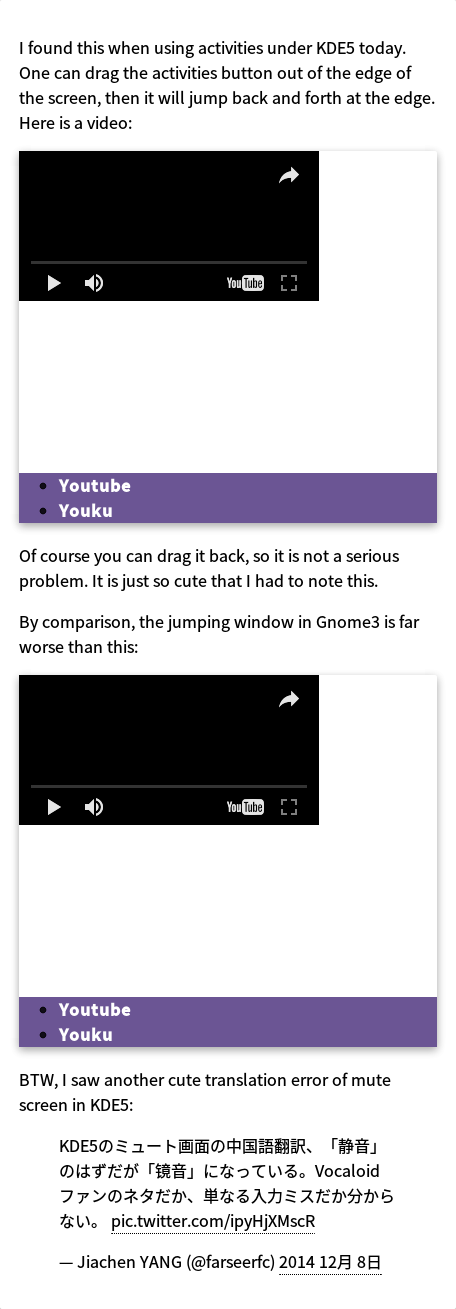 I found this when using activities under KDE5 today.
One can drag the activities button out of the edge of
the screen, then it will jump back and forth at the edge.
Here is a video:
YouTube
Youtube
Youku
Of course you can drag it back, so it is not a serious
problem. It is just so cute that I had to note this.
By comparison, the jumping window in Gnome3 is far
worse than this:
YouTube
Youtube
Youku
BTW, I saw another cute translation error of mute
screen in KDE5:
KDE5のミュート画面の中国語翻訳、「静音」
のはずだが「镜音」になっている。Vocaloid
ファンのネタだか、単なる入力ミスだか分から
ない。 pic.twitter.com/ipyHjXMscR
— Jiachen YANG (@farseerfc) 2014 12月 8日